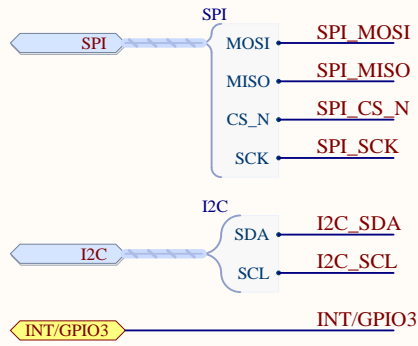 SPI
SPI MOSI SPI_MOSI
MISO SPI_MISO
CS_N SPI_CS_N
SCK SPI_SCK
I2C
I2C SDA I2C_SDA
SCL I2C_SCL
INT/GPIO3 INT/GPIO3